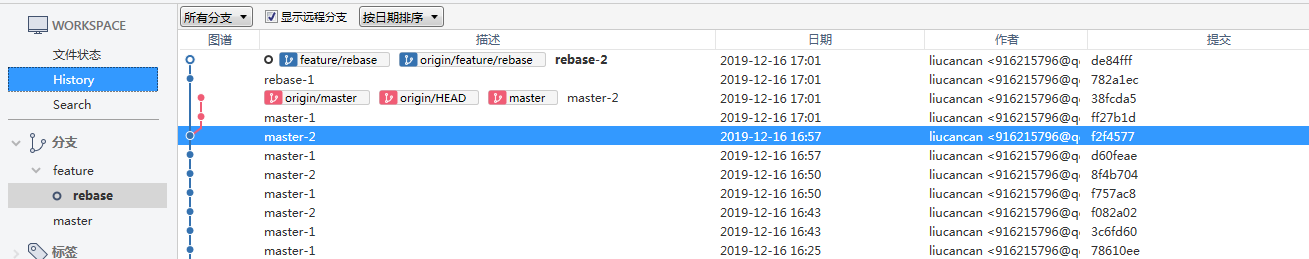 WORKSPACE
文件状态
History
Search
分支
feature
rebase
master
标签
所有分支 显示远程分支 按日期排序
图谱 描述 日期 作者 提交
feature/rebase origin/feature/rebase rebase-2 2019-12-16 17:01 liucancan <916215796@q de84fff
rebase-1 2019-12-16 17:01 liucancan <916215796@q 782a1ec
origin/master origin/HEAD master master-2 2019-12-16 17:01 liucancan <916215796@q 38fcda5
master-1 2019-12-16 17:01 liucancan <916215796@q ff27b1d
master-2 2019-12-16 16:57 liucancan <916215796@q f2f4577
master-1 2019-12-16 16:57 liucancan <916215796@q d60feae
master-2 2019-12-16 16:50 liucancan <916215796@q 8f4b704
master-1 2019-12-16 16:50 liucancan <916215796@q f757ac8
master-2 2019-12-16 16:43 liucancan <916215796@q f082a02
master-1 2019-12-16 16:43 liucancan <916215796@q 3c6fd60
master-1 2019-12-16 16:25 liucancan <916215796@q 78610ee